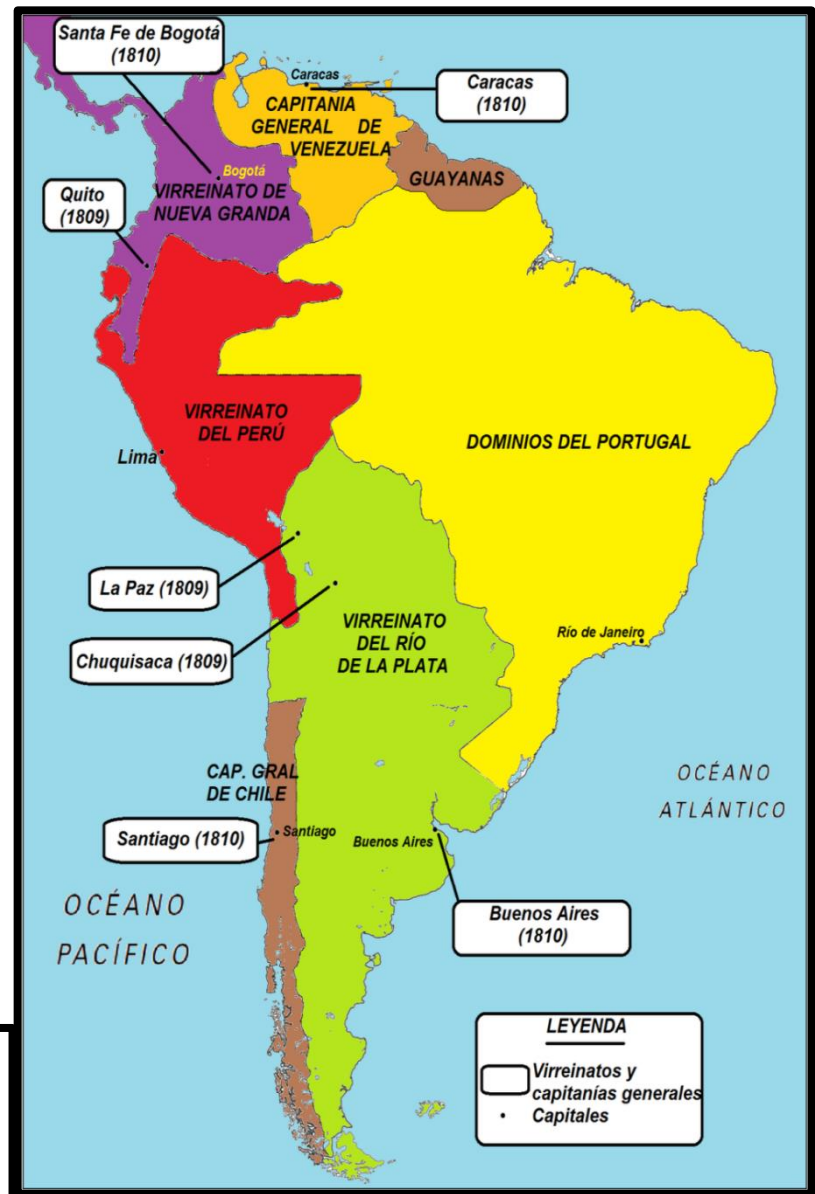 Santa Fe de Bogotá
(1810)
Caracas
Caracas
(1810)
CAPITANIA
GENERAL DE
VENEZUELA
GUAYANAS
Bogotá
VIRREINATO DE
NUEVA GRANDA
Quito
(1809)
VIRREINATO
DEL PERÚ
Lima
DOMINIOS DEL PORTUGAL
La Paz (1809)
Chuquisaca (1809)
VIRREINATO
DEL RÍO
DE LA PLATA
Río de Janeiro
CAP. GRAL
DE CHILE
Santiago (1810)
Santiago
Buenos Aires
OCÉANO
ATLÁNTICO
Buenos Aires
(1810)
OCÉANO
PACÍFICO
LEYENDA
Virreinatos y
capitanías generales
Capitales